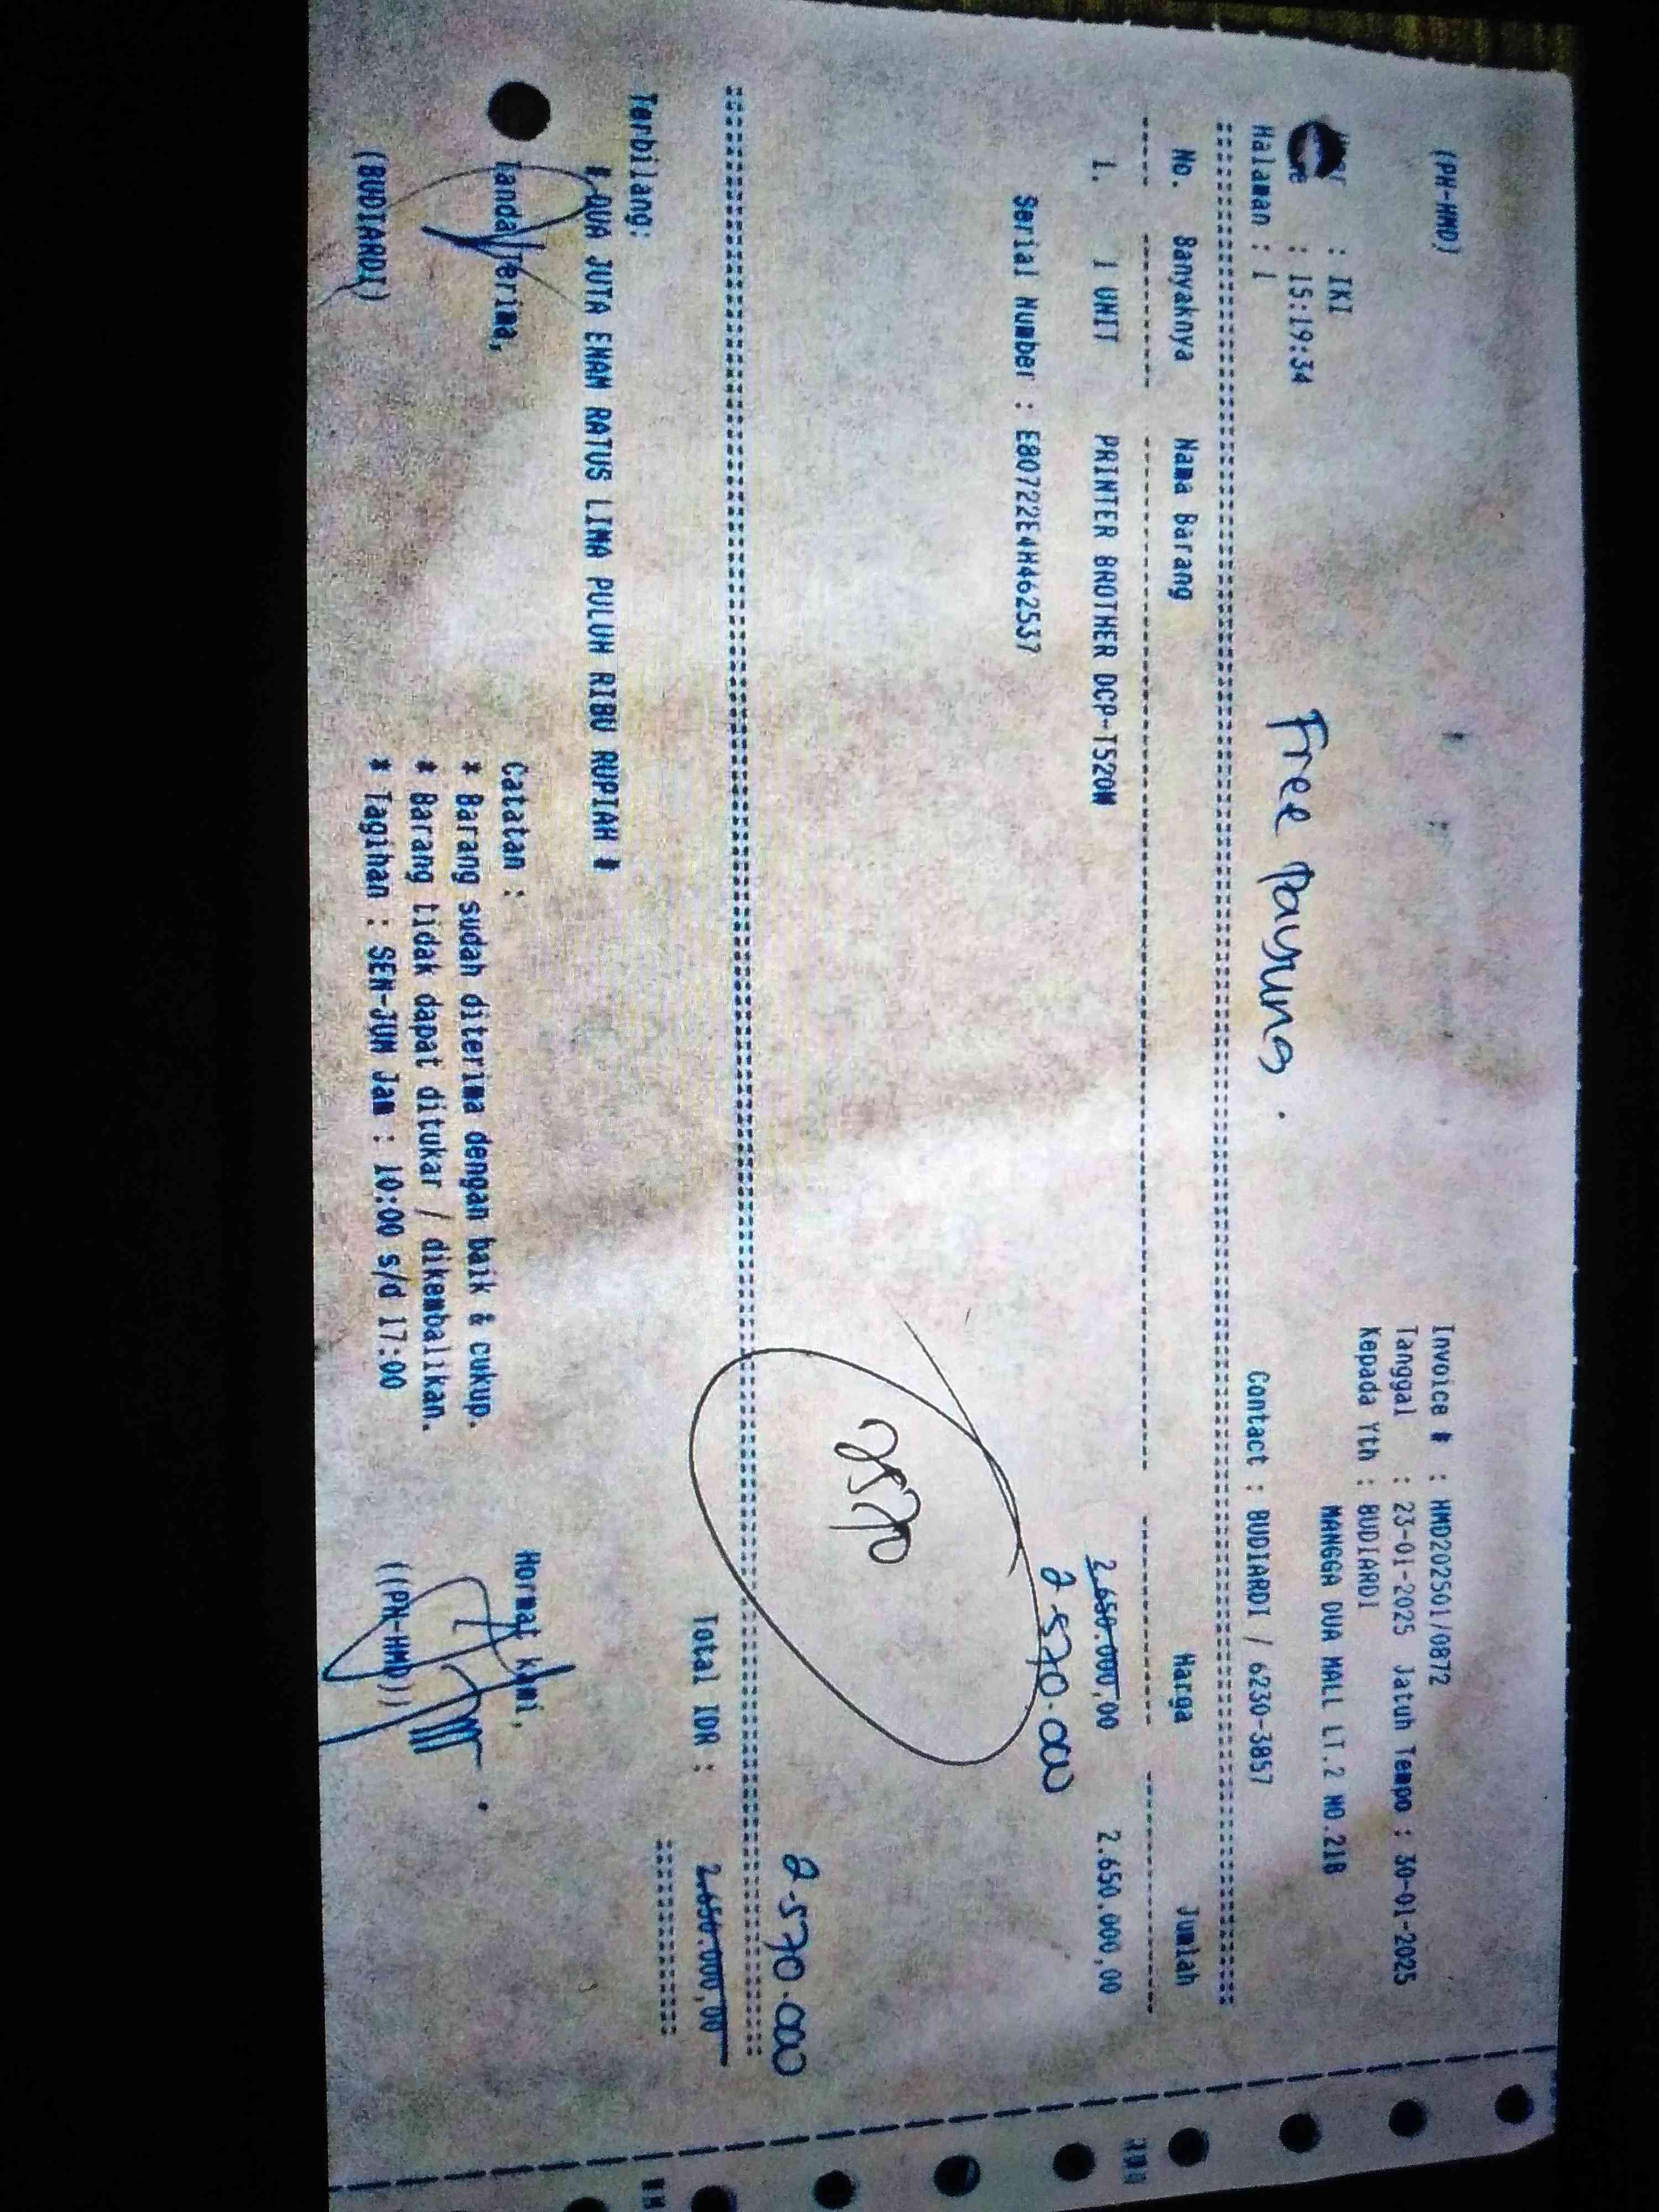 (PH-HMD)
Invoice # : HMD202501/0872
Tanggal : 23-01-2025 Jatuh Tempo : 30-01-2025
Kepada Yth : BUDIARDI
: IKI
MANGGA DUA MALL LT.2 NO.21B
: 15:19:34
Halaman : 1
Free Payung.
Contact : BUDIARDI / 6230-3857
No. Banyaknya Nama Barang Harga Jumlah
1. 1 UNIT PRINTER BROTHER DCP-T520W 2.650.000,00 2.650.000,00
2.570.000
Serial Number : E80722E4H462537
2570
2.570.000
Total IDR : 2.650.000,00
Terbilang:
# DUA JUTA ENAM RATUS LIMA PULUH RIBU RUPIAH #
Tanda Terima,
Catatan :
Hormat kami,
* Barang sudah diterima dengan baik & cukup.
* Barang tidak dapat ditukar / dikembalikan.
* Tagihan : SEN-JUM Jam : 10:00 s/d 17:00
(BUDIARDI)
((PH-HMD))